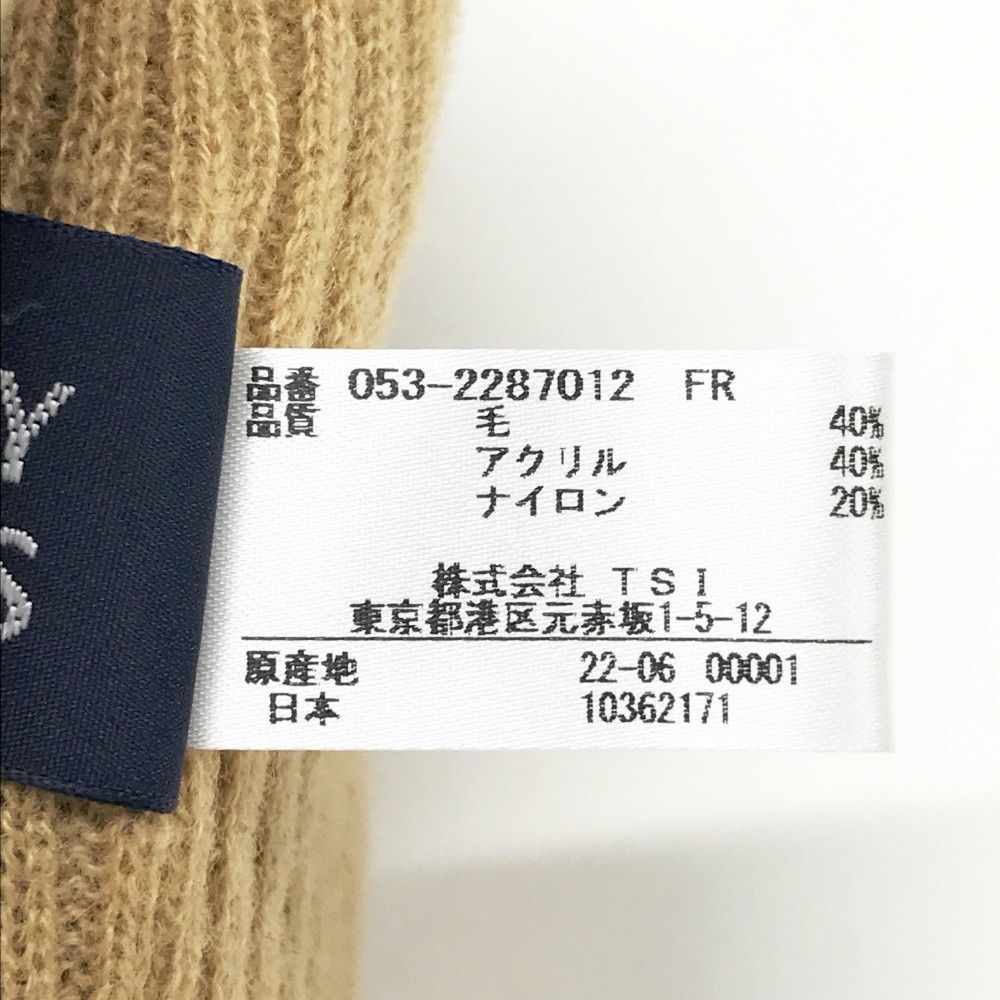 品番 053-2287012 FR
品質 毛 40%
アクリル 40%
ナイロン 20%
株式会社 TSI
東京都港区元赤坂1-5-12
原産地 22-06 00001
日本 10362171